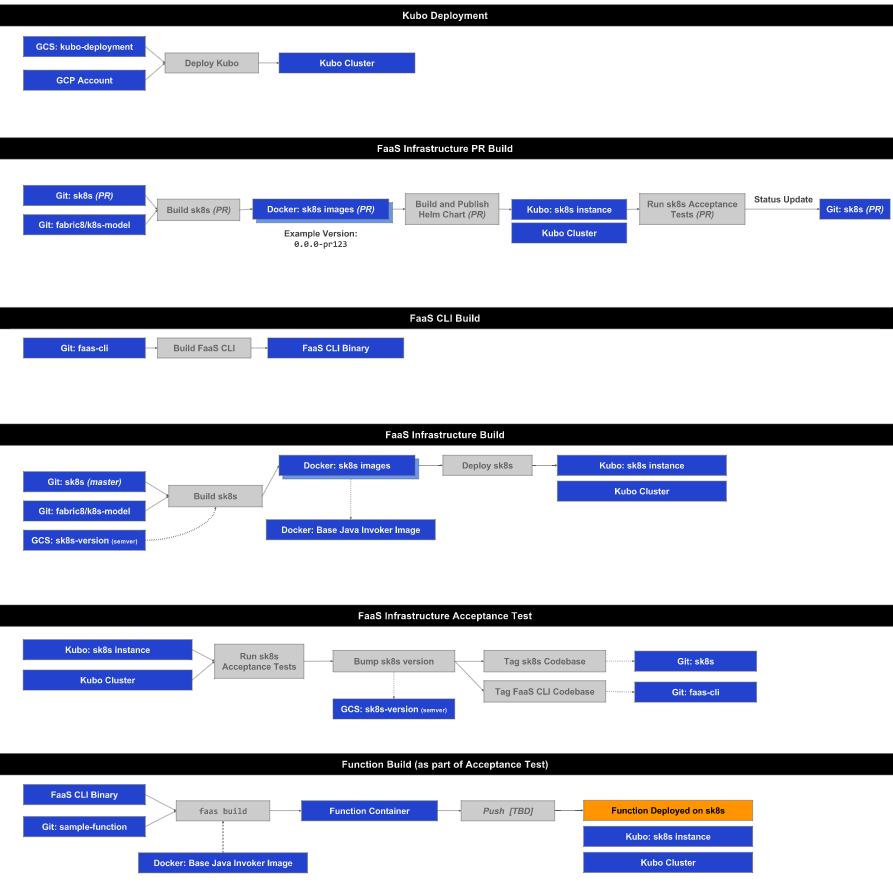 Kubo Deployment
GCS: kubo-deployment
GCP Account
Deploy Kubo
Kubo Cluster
FaaS Infrastructure PR Build
Git: sk8s (PR)
Git: fabric8/k8s-model
Build sk8s (PR)
Docker: sk8s images (PR)
Example Version:
0.0.0-pr123
Build and Publish
Helm Chart (PR)
Kubo: sk8s instance
Kubo Cluster
Run sk8s Acceptance
Tests (PR)
Status Update
Git: sk8s (PR)
FaaS CLI Build
Git: faas-cli
Build FaaS CLI
FaaS CLI Binary
FaaS Infrastructure Build
Git: sk8s (master)
Git: fabric8/k8s-model
GCS: sk8s-version (semver)
Build sk8s
Docker: sk8s images
Docker: Base Java Invoker Image
Deploy sk8s
Kubo: sk8s instance
Kubo Cluster
FaaS Infrastructure Acceptance Test
Kubo: sk8s instance
Kubo Cluster
Run sk8s
Acceptance Tests
Bump sk8s version
GCS: sk8s-version (semver)
Tag sk8s Codebase
Tag FaaS CLI Codebase
Git: sk8s
Git: faas-cli
Function Build (as part of Acceptance Test)
FaaS CLI Binary
Git: sample-function
faas build
Docker: Base Java Invoker Image
Function Container
Push [TBD]
Function Deployed on sk8s
Kubo: sk8s instance
Kubo Cluster